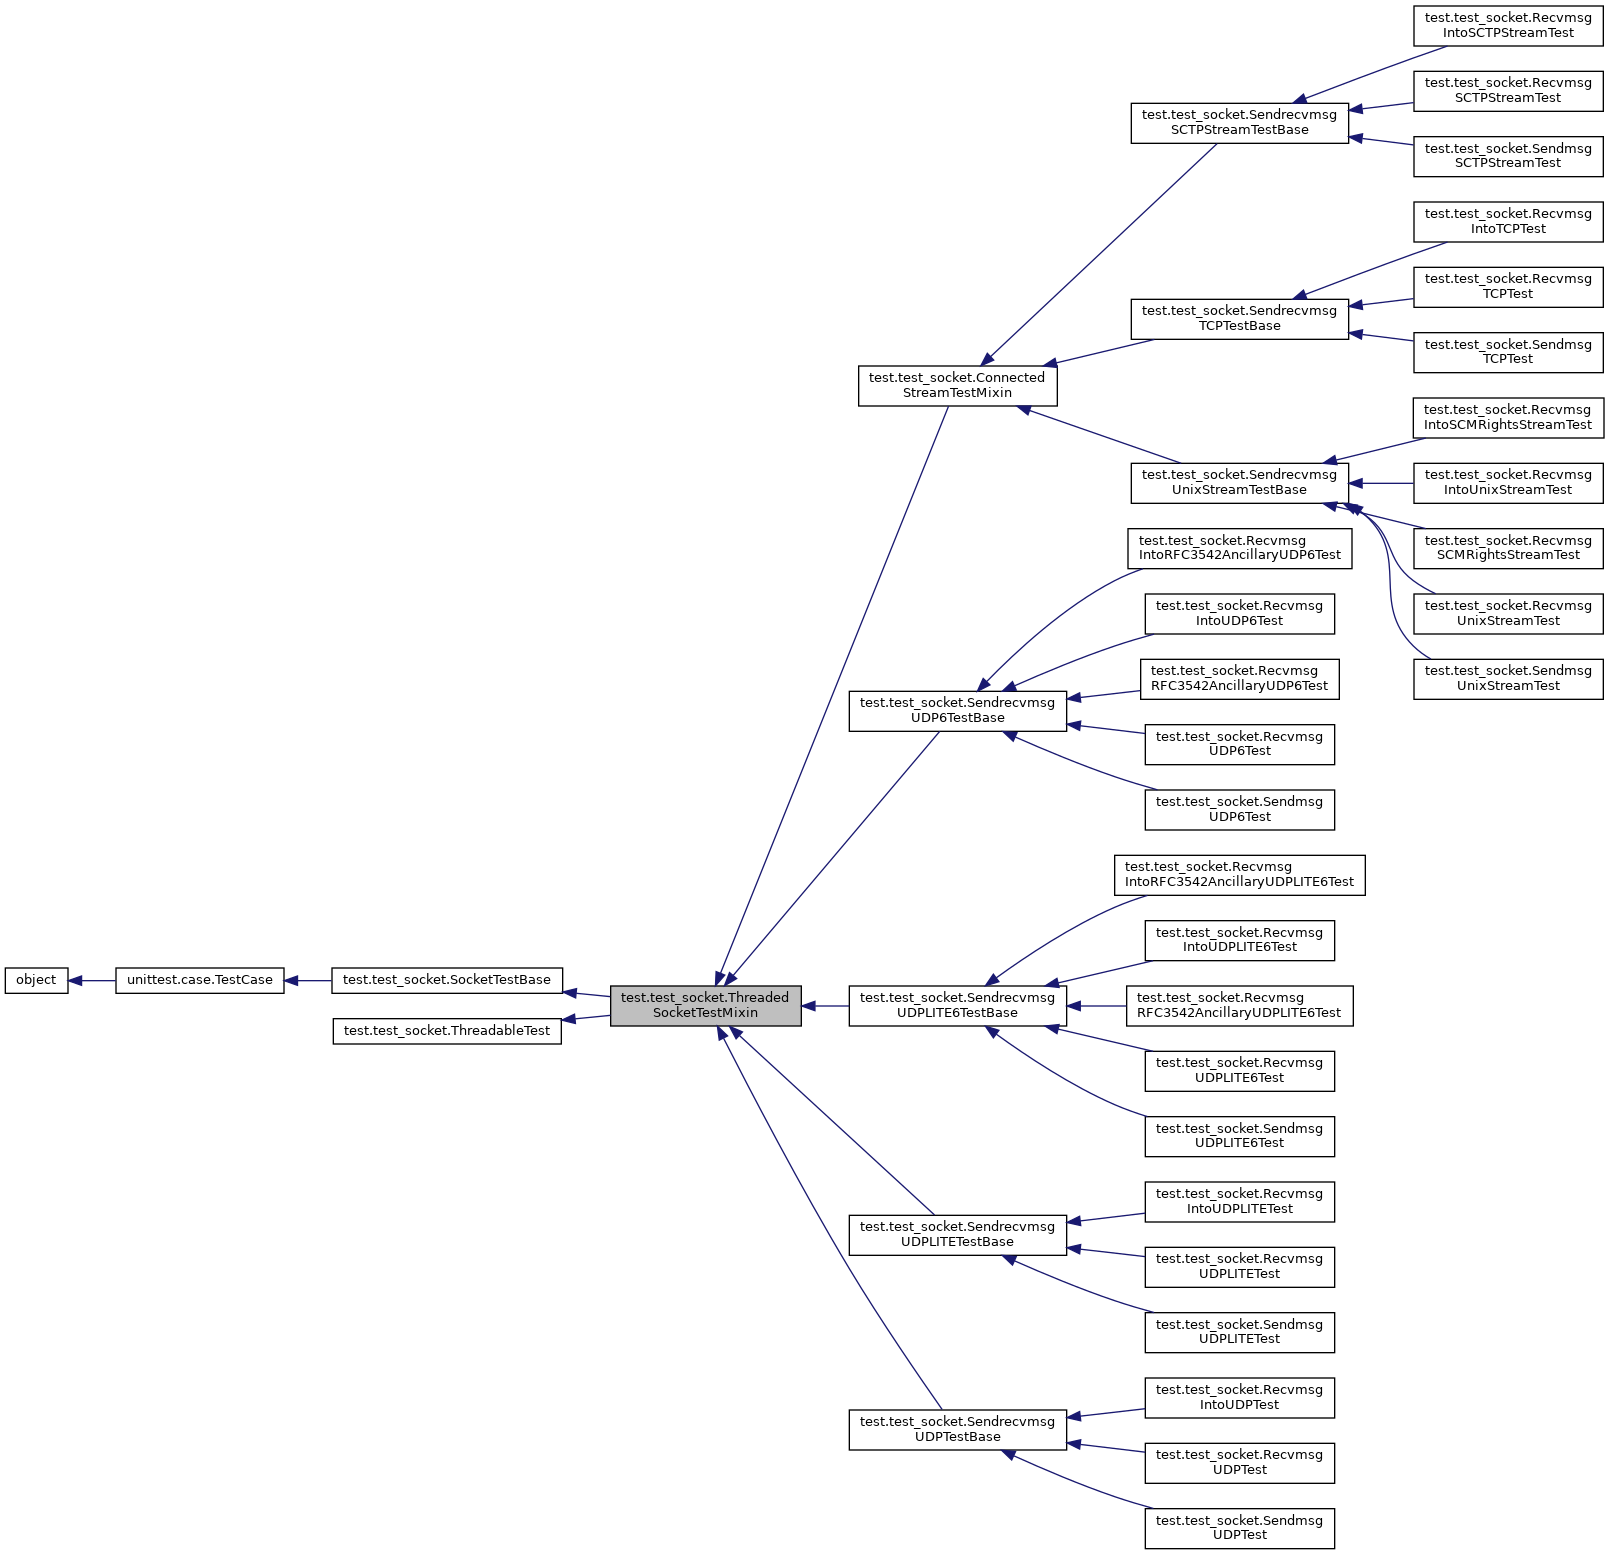 test.test_socket.Recvmsg
IntoSCTPStreamTest
test.test_socket.Recvmsg
SCTPStreamTest
test.test_socket.Sendrecvmsg
SCTPStreamTestBase
test.test_socket.Sendmsg
SCTPStreamTest
test.test_socket.Recvmsg
IntoTCPTest
test.test_socket.Recvmsg
TCPTest
test.test_socket.Sendrecvmsg
TCPTestBase
test.test_socket.Sendmsg
TCPTest
test.test_socket.Connected
StreamTestMixin
test.test_socket.Recvmsg
IntoSCMRightsStreamTest
test.test_socket.Sendrecvmsg
UnixStreamTestBase
test.test_socket.Recvmsg
IntoUnixStreamTest
test.test_socket.Recvmsg
SCMRightsStreamTest
test.test_socket.Recvmsg
IntoRFC3542AncillaryUDP6Test
test.test_socket.Recvmsg
UnixStreamTest
test.test_socket.Recvmsg
IntoUDP6Test
test.test_socket.Sendmsg
UnixStreamTest
test.test_socket.Recvmsg
RFC3542AncillaryUDP6Test
test.test_socket.Sendrecvmsg
UDP6TestBase
test.test_socket.Recvmsg
UDP6Test
test.test_socket.Sendmsg
UDP6Test
test.test_socket.Recvmsg
IntoRFC3542AncillaryUDPLITE6Test
test.test_socket.Recvmsg
IntoUDPLITE6Test
object
unittest.case.TestCase
test.test_socket.SocketTestBase
test.test_socket.ThreadableTest
test.test_socket.Threaded
SocketTestMixin
test.test_socket.Sendrecvmsg
UDPLITE6TestBase
test.test_socket.Recvmsg
RFC3542AncillaryUDPLITE6Test
test.test_socket.Recvmsg
UDPLITE6Test
test.test_socket.Sendmsg
UDPLITE6Test
test.test_socket.Recvmsg
IntoUDPLITETest
test.test_socket.Sendrecvmsg
UDPLITETestBase
test.test_socket.Recvmsg
UDPLITETest
test.test_socket.Sendmsg
UDPLITETest
test.test_socket.Recvmsg
IntoUDPTest
test.test_socket.Sendrecvmsg
UDPTestBase
test.test_socket.Recvmsg
UDPTest
test.test_socket.Sendmsg
UDPTest